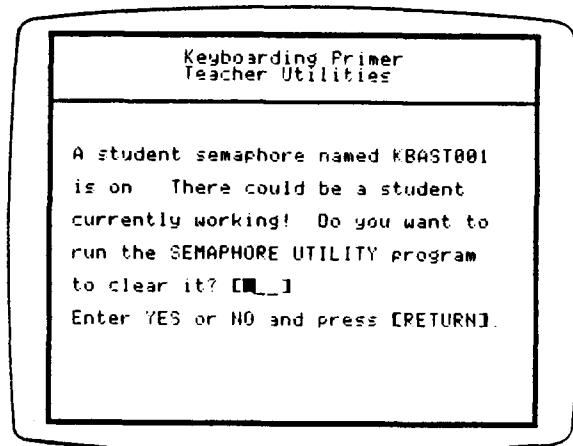 Keyboarding Primer
Teacher Utilities
A student semaphore named KBAST001
is on There could be a student
currently working! Do you want to
run the SEMAPHORE UTILITY program
to clear it? [█__]
Enter YES or NO and press [RETURN].